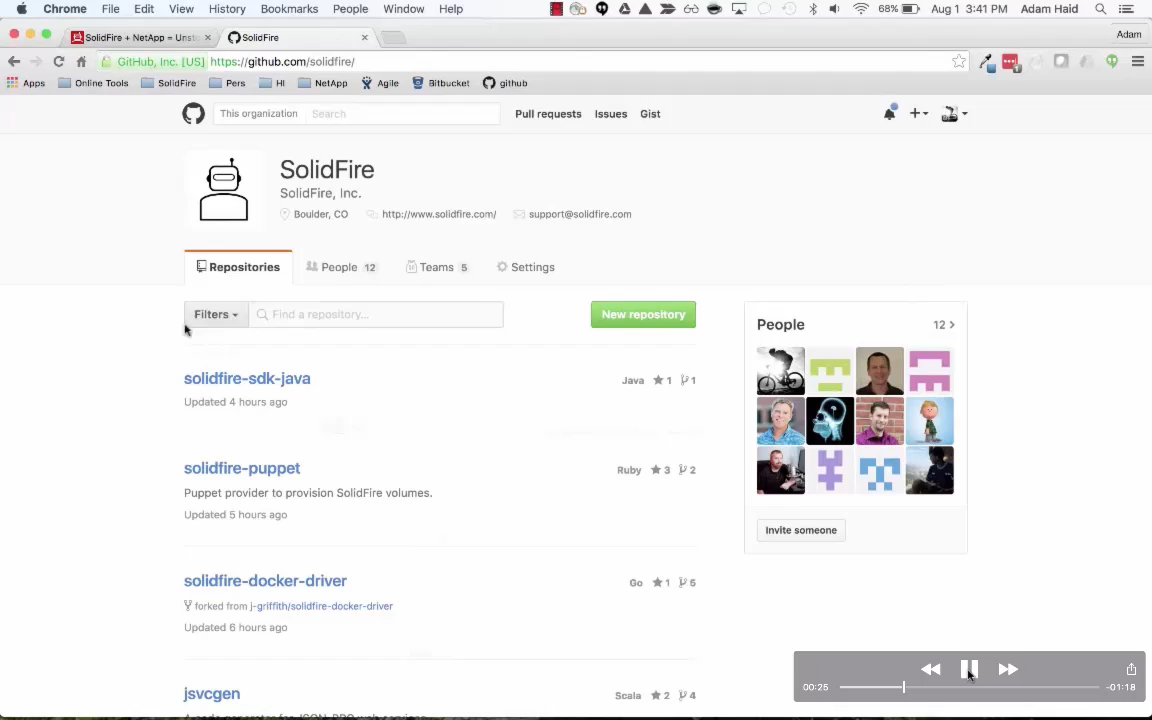 Chrome File Edit View History Bookmarks People Window Help 68% Aug 1 3:41 PM Adam Haid
SolidFire + NetApp = Unst
SolidFire
Adam
GitHub, Inc. [US] https://github.com/solidfire/
Apps Online Tools SolidFire Pers HI NetApp Agile Bitbucket github
This organization Search Pull requests Issues Gist
SolidFire
SolidFire, Inc.
Boulder, CO http://www.solidfire.com/ support@solidfire.com
Repositories People 12 Teams 5 Settings
Filters Find a repository... New repository
People 12
solidfire-sdk-java Java 1 1
Updated 4 hours ago
solidfire-puppet Ruby 3 2
Puppet provider to provision SolidFire volumes.
Updated 5 hours ago
Invite someone
solidfire-docker-driver Go 1 5
forked from j-griffith/solidfire-docker-driver
Updated 6 hours ago
jsvcgen Scala 2 4
00:25 -01:18